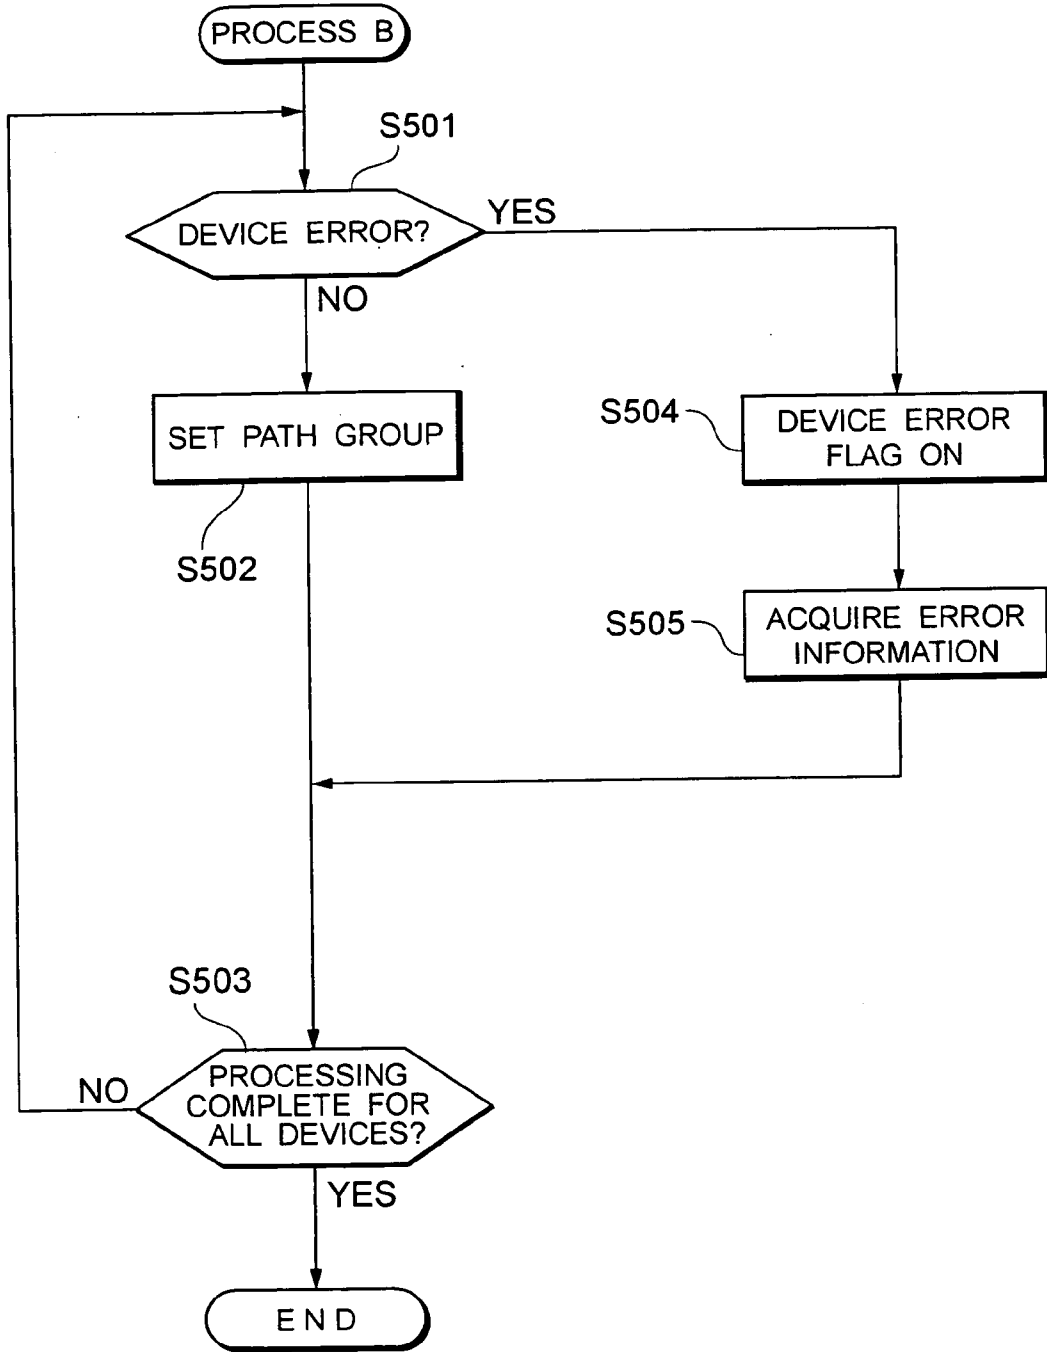 PROCESS B
S501
DEVICE ERROR?
YES
NO
SET PATH GROUP
S502
S504
DEVICE ERROR
FLAG ON
S505
ACQUIRE ERROR
INFORMATION
S503
PROCESSING
COMPLETE FOR
ALL DEVICES?
NO
YES
END